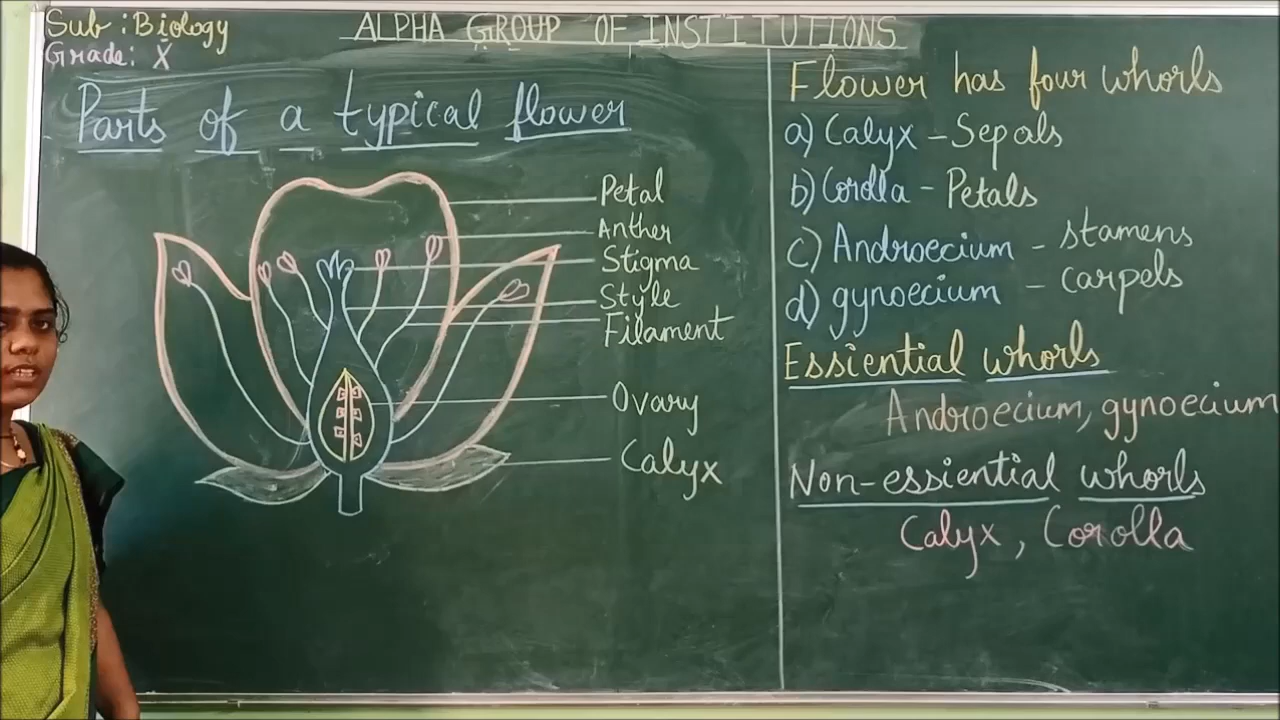 Sub : Biology
Grade: X
ALPHA GROUP OF INSTITUTIONS
Parts of a typical flower
Petal
Anther
Stigma
Style
Filament
Ovary
Calyx
Flower has four whorls
a) Calyx - Sepals
b) Corolla - Petals
c) Androecium - stamens
d) gynoecium - carpels
Essiential whorls
Androecium, gynoecium
Non-essiential whorls
Calyx, Corolla